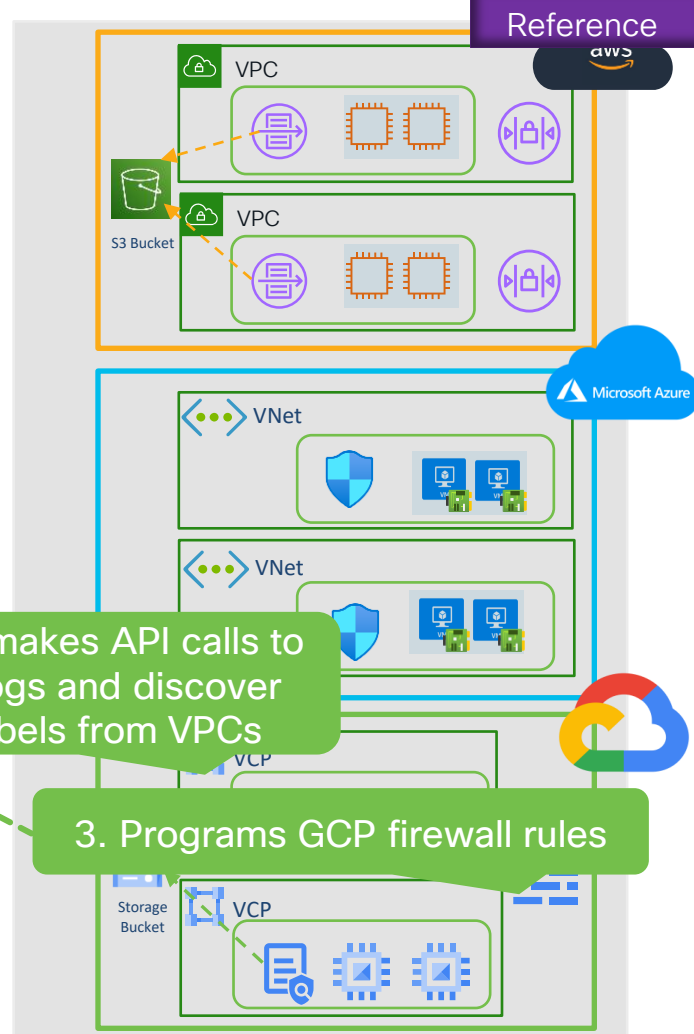 Reference
aws
VPC
S3 Bucket
VPC
Microsoft Azure
VNet
VNet
makes API calls to
ogs and discover
bels from VPCs
VCP
3. Programs GCP firewall rules
Storage
Bucket
VCP